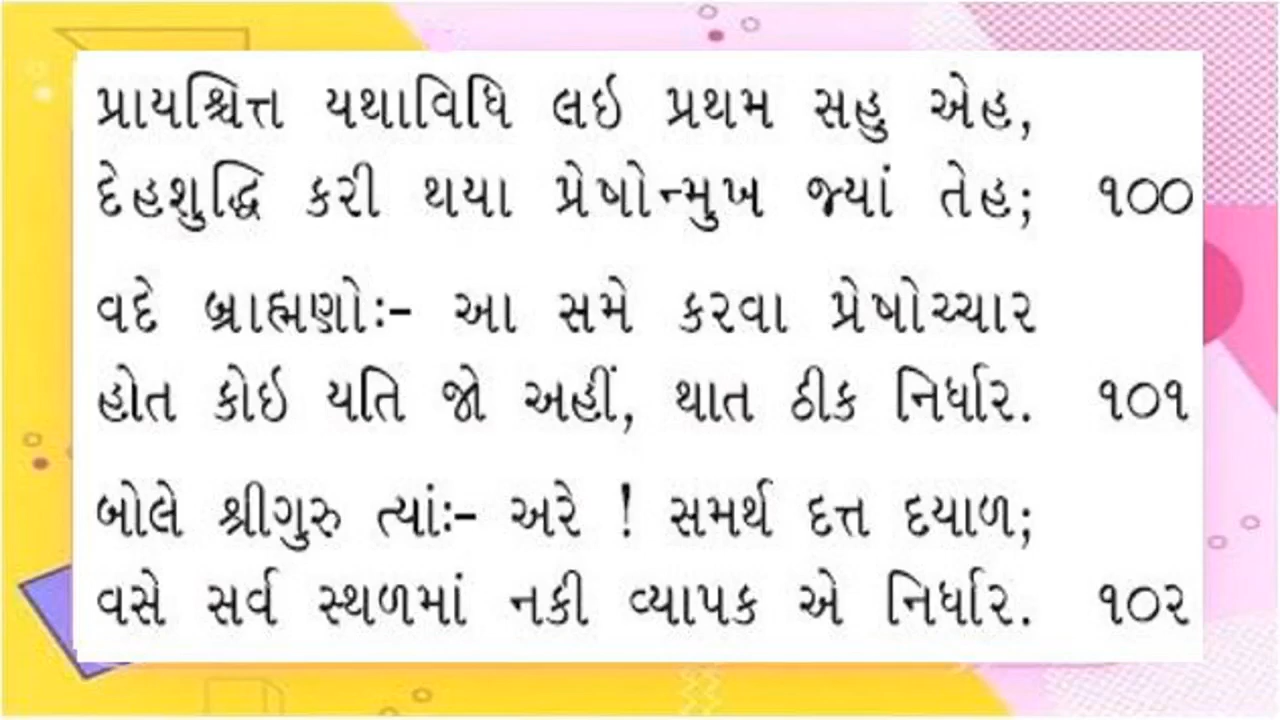 પ્રાયશ્ચિત્ત યથાવિધિ લઇ પ્રથમ સહુ એહ,
દેહશુદ્ધિ કરી થયા પ્રેષોન્મુખ જ્યાં તેહ; ૧૦૦
વદે બ્રાહ્મણોઃ- આ સમે કરવા પ્રેષોચ્ચાર
હોત કોઇ યતિ જો અહીં, થાત ઠીક નિર્ધાર. ૧૦૧
બોલે શ્રીગુરુ ત્યાંઃ- અરે ! સમર્થ દત્ત દયાળ;
વસે સર્વ સ્થળમાં નકી વ્યાપક એ નિર્ધાર. ૧૦૨